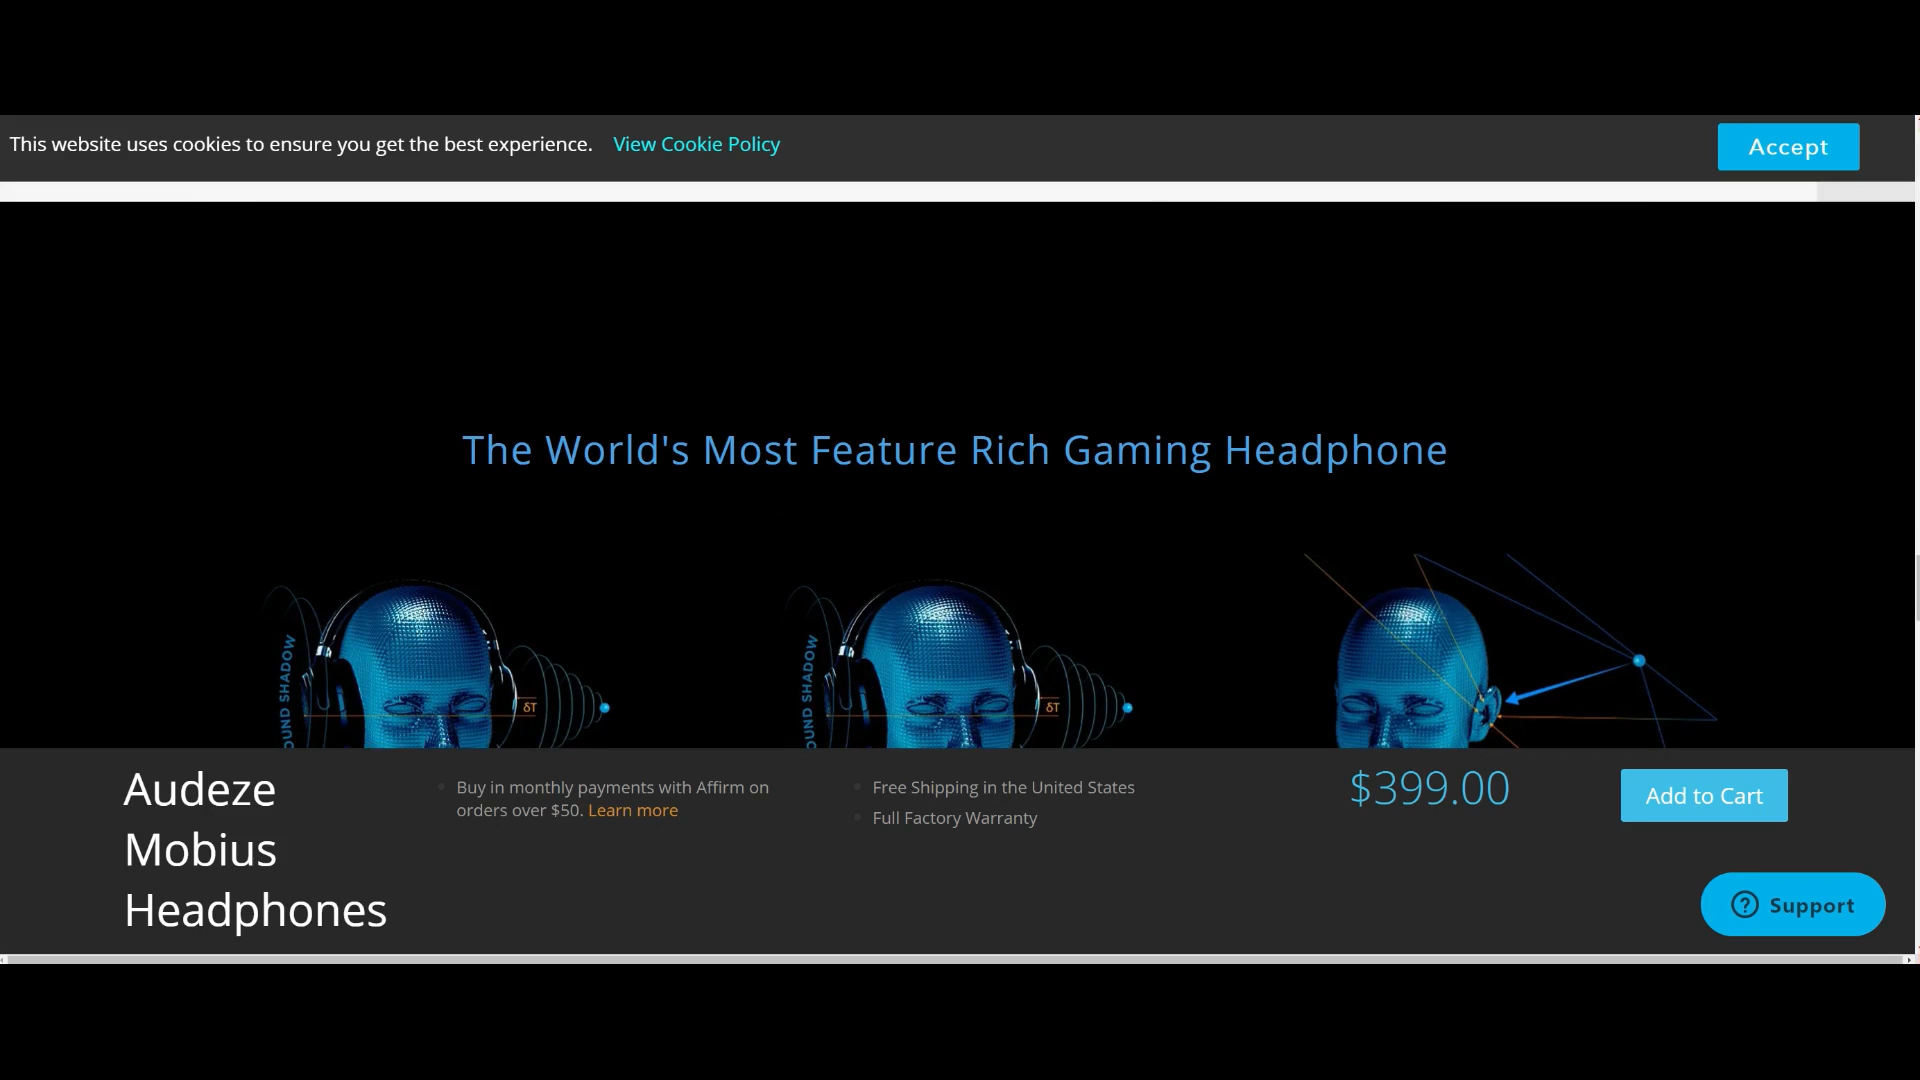 This website uses cookies to ensure you get the best experience. View Cookie Policy
Accept
The World's Most Feature Rich Gaming Headphone
SHADOW
δT
SHADOW
δT
Audeze
Mobius
Headphones
Buy in monthly payments with Affirm on
orders over $50. Learn more
Free Shipping in the United States
Full Factory Warranty
$399.00
Add to Cart
Support